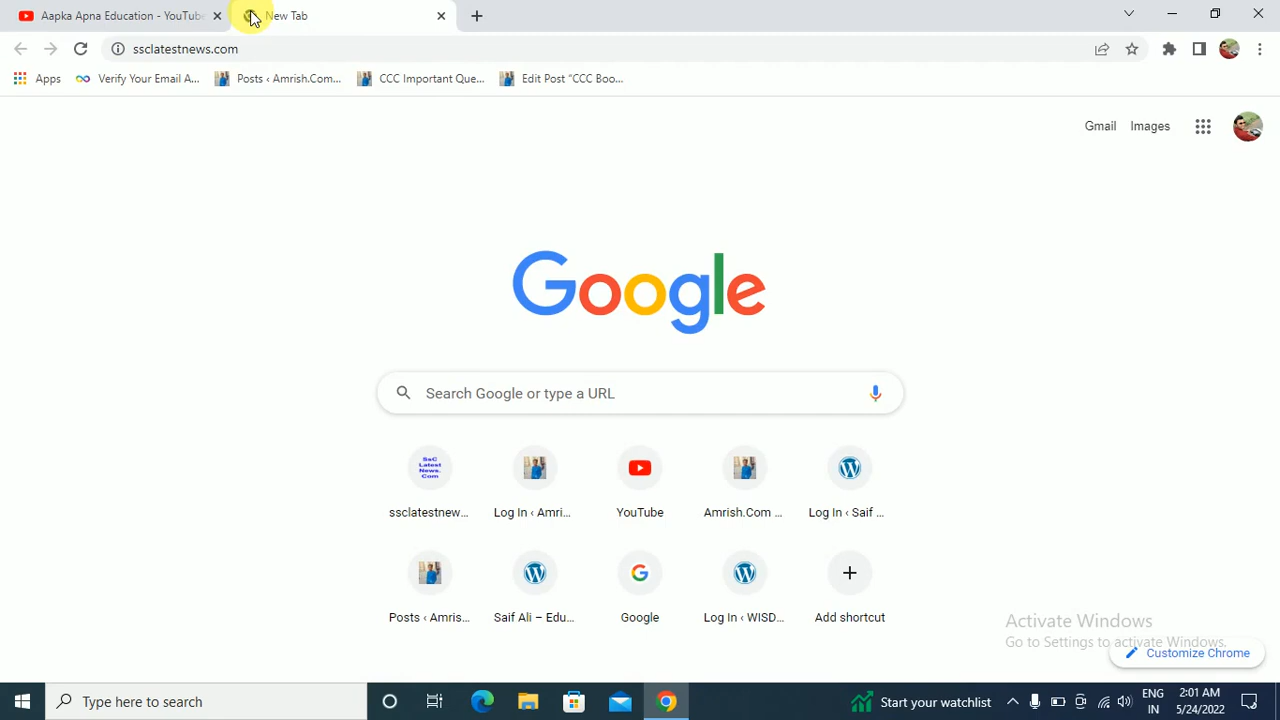 Aapka Apna Education - YouTube
New Tab
ssclatestnews.com
Apps
Verify Your Email A...
Posts ‹ Amrish.Com...
CCC Important Que...
Edit Post “CCC Boo...
Gmail
Images
Google
Search Google or type a URL
SsC
Latest
News.
Com
ssclatestnew...
Log In ‹ Amri...
YouTube
Amrish.Com ...
Log In ‹ Saif ...
Posts ‹ Amris...
Saif Ali – Edu...
Google
Log In ‹ WISD...
Add shortcut
Activate Windows
Go to Settings to activate Windows.
Customize Chrome
Type here to search
Start your watchlist
ENG
IN
2:01 AM
5/24/2022